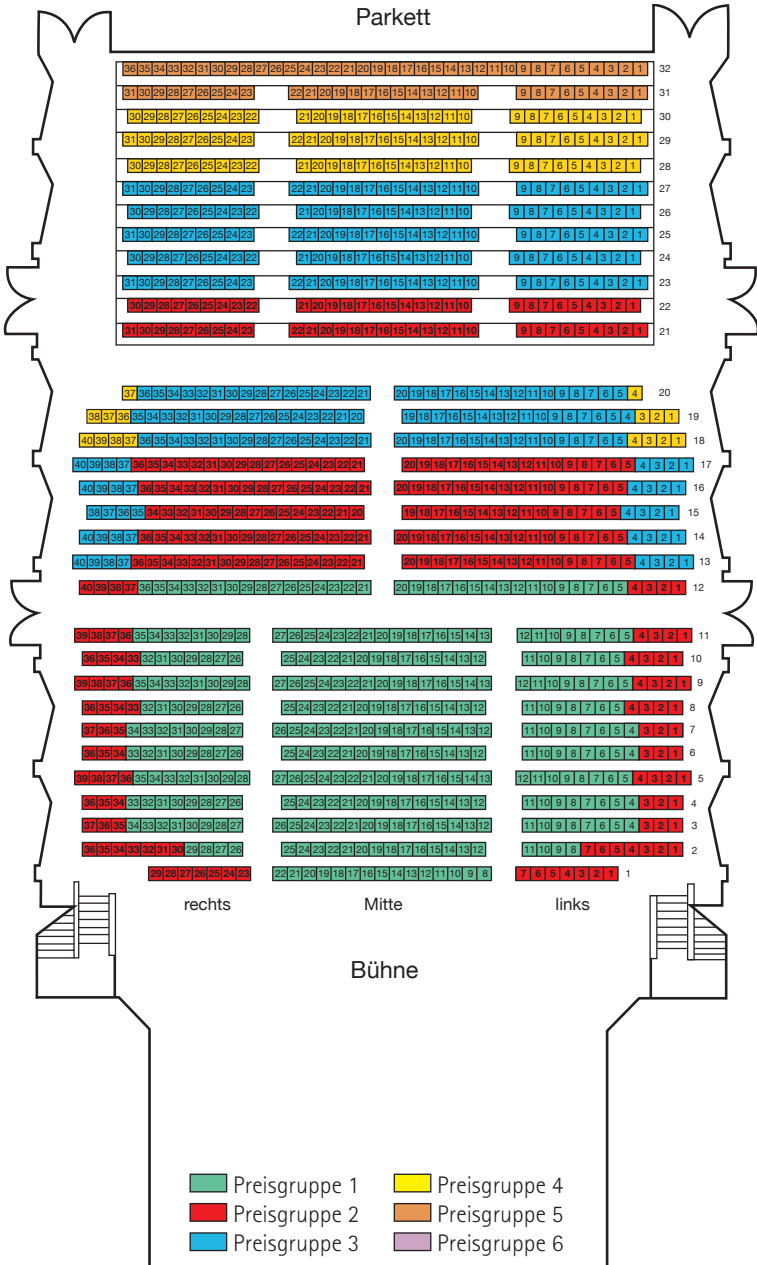 Parkett
36 35 34 33 32 31 30 29 28 27 26 25 24 23 22 21 20 19 18 17 16 15 14 13 12 11 10 9 8 7 6 5 4 3 2 1 32
31 30 29 28 27 26 25 24 23 22 21 20 19 18 17 16 15 14 13 12 11 10 9 8 7 6 5 4 3 2 1 31
30 29 28 27 26 25 24 23 22 21 20 19 18 17 16 15 14 13 12 11 10 9 8 7 6 5 4 3 2 1 30
31 30 29 28 27 26 25 24 23 22 21 20 19 18 17 16 15 14 13 12 11 10 9 8 7 6 5 4 3 2 1 29
30 29 28 27 26 25 24 23 22 21 20 19 18 17 16 15 14 13 12 11 10 9 8 7 6 5 4 3 2 1 28
31 30 29 28 27 26 25 24 23 22 21 20 19 18 17 16 15 14 13 12 11 10 9 8 7 6 5 4 3 2 1 27
30 29 28 27 26 25 24 23 22 21 20 19 18 17 16 15 14 13 12 11 10 9 8 7 6 5 4 3 2 1 26
31 30 29 28 27 26 25 24 23 22 21 20 19 18 17 16 15 14 13 12 11 10 9 8 7 6 5 4 3 2 1 25
30 29 28 27 26 25 24 23 22 21 20 19 18 17 16 15 14 13 12 11 10 9 8 7 6 5 4 3 2 1 24
31 30 29 28 27 26 25 24 23 22 21 20 19 18 17 16 15 14 13 12 11 10 9 8 7 6 5 4 3 2 1 23
30 29 28 27 26 25 24 23 22 21 20 19 18 17 16 15 14 13 12 11 10 9 8 7 6 5 4 3 2 1 22
31 30 29 28 27 26 25 24 23 22 21 20 19 18 17 16 15 14 13 12 11 10 9 8 7 6 5 4 3 2 1 21
37 36 35 34 33 32 31 30 29 28 27 26 25 24 23 22 21 20 19 18 17 16 15 14 13 12 11 10 9 8 7 6 5 4 20
38 37 36 35 34 33 32 31 30 29 28 27 26 25 24 23 22 21 20 19 18 17 16 15 14 13 12 11 10 9 8 7 6 5 4 3 2 1 19
40 39 38 37 36 35 34 33 32 31 30 29 28 27 26 25 24 23 22 21 20 19 18 17 16 15 14 13 12 11 10 9 8 7 6 5 4 3 2 1 18
40 39 38 37 36 35 34 33 32 31 30 29 28 27 26 25 24 23 22 21 20 19 18 17 16 15 14 13 12 11 10 9 8 7 6 5 4 3 2 1 17
40 39 38 37 36 35 34 33 32 31 30 29 28 27 26 25 24 23 22 21 20 19 18 17 16 15 14 13 12 11 10 9 8 7 6 5 4 3 2 1 16
38 37 36 35 34 33 32 31 30 29 28 27 26 25 24 23 22 21 20 19 18 17 16 15 14 13 12 11 10 9 8 7 6 5 4 3 2 1 15
40 39 38 37 36 35 34 33 32 31 30 29 28 27 26 25 24 23 22 21 20 19 18 17 16 15 14 13 12 11 10 9 8 7 6 5 4 3 2 1 14
40 39 38 37 36 35 34 33 32 31 30 29 28 27 26 25 24 23 22 21 20 19 18 17 16 15 14 13 12 11 10 9 8 7 6 5 4 3 2 1 13
40 39 38 37 36 35 34 33 32 31 30 29 28 27 26 25 24 23 22 21 20 19 18 17 16 15 14 13 12 11 10 9 8 7 6 5 4 3 2 1 12
39 38 37 36 35 34 33 32 31 30 29 28 27 26 25 24 23 22 21 20 19 18 17 16 15 14 13 12 11 10 9 8 7 6 5 4 3 2 1 11
36 35 34 33 32 31 30 29 28 27 26 25 24 23 22 21 20 19 18 17 16 15 14 13 12 11 10 9 8 7 6 5 4 3 2 1 10
39 38 37 36 35 34 33 32 31 30 29 28 27 26 25 24 23 22 21 20 19 18 17 16 15 14 13 12 11 10 9 8 7 6 5 4 3 2 1 9
36 35 34 33 32 31 30 29 28 27 26 25 24 23 22 21 20 19 18 17 16 15 14 13 12 11 10 9 8 7 6 5 4 3 2 1 8
37 36 35 34 33 32 31 30 29 28 27 26 25 24 23 22 21 20 19 18 17 16 15 14 13 12 11 10 9 8 7 6 5 4 3 2 1 7
36 35 34 33 32 31 30 29 28 27 26 25 24 23 22 21 20 19 18 17 16 15 14 13 12 11 10 9 8 7 6 5 4 3 2 1 6
39 38 37 36 35 34 33 32 31 30 29 28 27 26 25 24 23 22 21 20 19 18 17 16 15 14 13 12 11 10 9 8 7 6 5 4 3 2 1 5
36 35 34 33 32 31 30 29 28 27 26 25 24 23 22 21 20 19 18 17 16 15 14 13 12 11 10 9 8 7 6 5 4 3 2 1 4
37 36 35 34 33 32 31 30 29 28 27 26 25 24 23 22 21 20 19 18 17 16 15 14 13 12 11 10 9 8 7 6 5 4 3 2 1 3
36 35 34 33 32 31 30 29 28 27 26 25 24 23 22 21 20 19 18 17 16 15 14 13 12 11 10 9 8 7 6 5 4 3 2 1 2
29 28 27 26 25 24 23 22 21 20 19 18 17 16 15 14 13 12 11 10 9 8 7 6 5 4 3 2 1 1
rechts Mitte links
Bühne
Preisgruppe 1 Preisgruppe 4
Preisgruppe 2 Preisgruppe 5
Preisgruppe 3 Preisgruppe 6